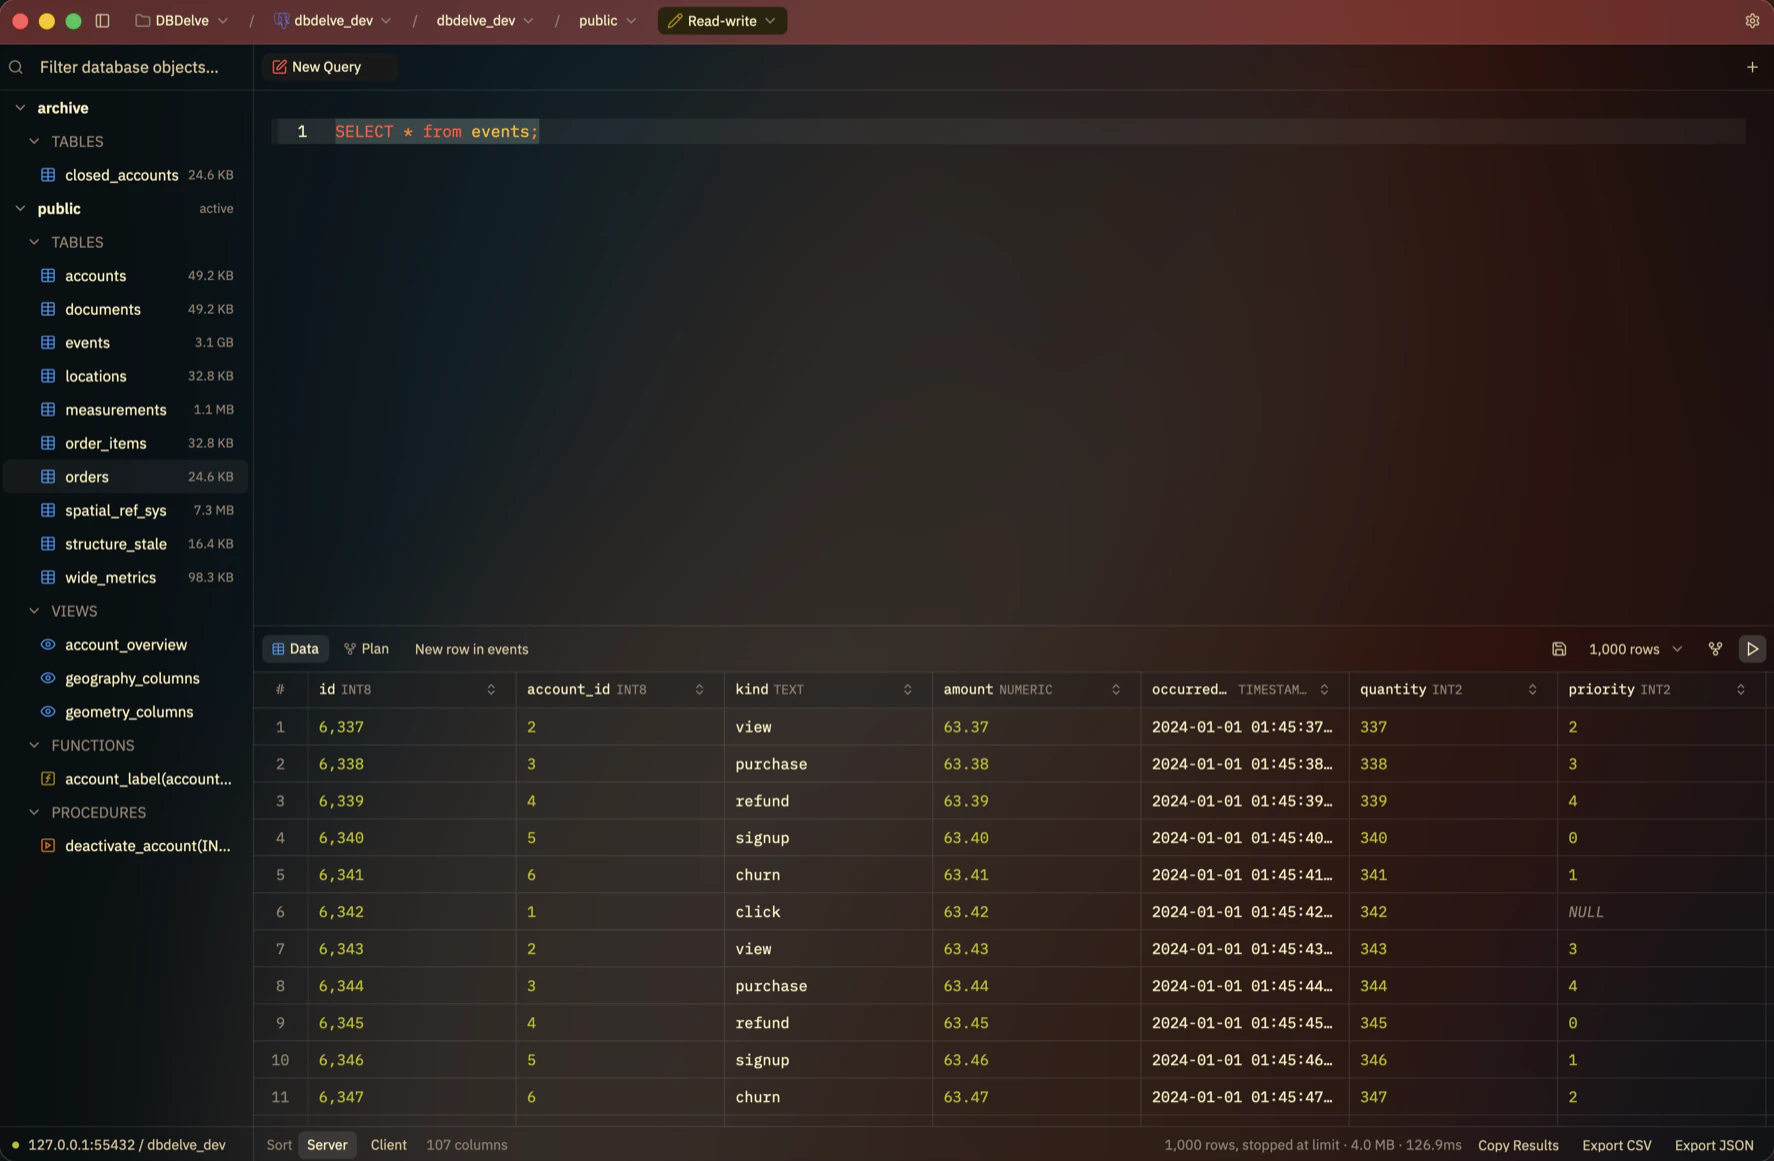 DBDelve / dbdelve_dev / dbdelve_dev / public Read-write
Filter database objects...
New Query
archive
TABLES
closed_accounts 24.6 KB
public active
TABLES
accounts 49.2 KB
documents 49.2 KB
events 3.1 GB
locations 32.8 KB
measurements 1.1 MB
order_items 32.8 KB
orders 24.6 KB
spatial_ref_sys 7.3 MB
structure_stale 16.4 KB
wide_metrics 98.3 KB
VIEWS
account_overview
geography_columns
geometry_columns
FUNCTIONS
account_label(account...
PROCEDURES
deactivate_account(IN...
1 SELECT * from events;
Data Plan New row in events 1,000 rows
# id INT8 account_id INT8 kind TEXT amount NUMERIC occurred... TIMESTAM... quantity INT2 priority INT2
1 6,337 2 view 63.37 2024-01-01 01:45:37... 337 2
2 6,338 3 purchase 63.38 2024-01-01 01:45:38... 338 3
3 6,339 4 refund 63.39 2024-01-01 01:45:39... 339 4
4 6,340 5 signup 63.40 2024-01-01 01:45:40... 340 0
5 6,341 6 churn 63.41 2024-01-01 01:45:41... 341 1
6 6,342 1 click 63.42 2024-01-01 01:45:42... 342 NULL
7 6,343 2 view 63.43 2024-01-01 01:45:43... 343 3
8 6,344 3 purchase 63.44 2024-01-01 01:45:44... 344 4
9 6,345 4 refund 63.45 2024-01-01 01:45:45... 345 0
10 6,346 5 signup 63.46 2024-01-01 01:45:46... 346 1
11 6,347 6 churn 63.47 2024-01-01 01:45:47... 347 2
127.0.0.1:55432 / dbdelve_dev Sort Server Client 107 columns 1,000 rows, stopped at limit · 4.0 MB · 126.9ms Copy Results Export CSV Export JSON